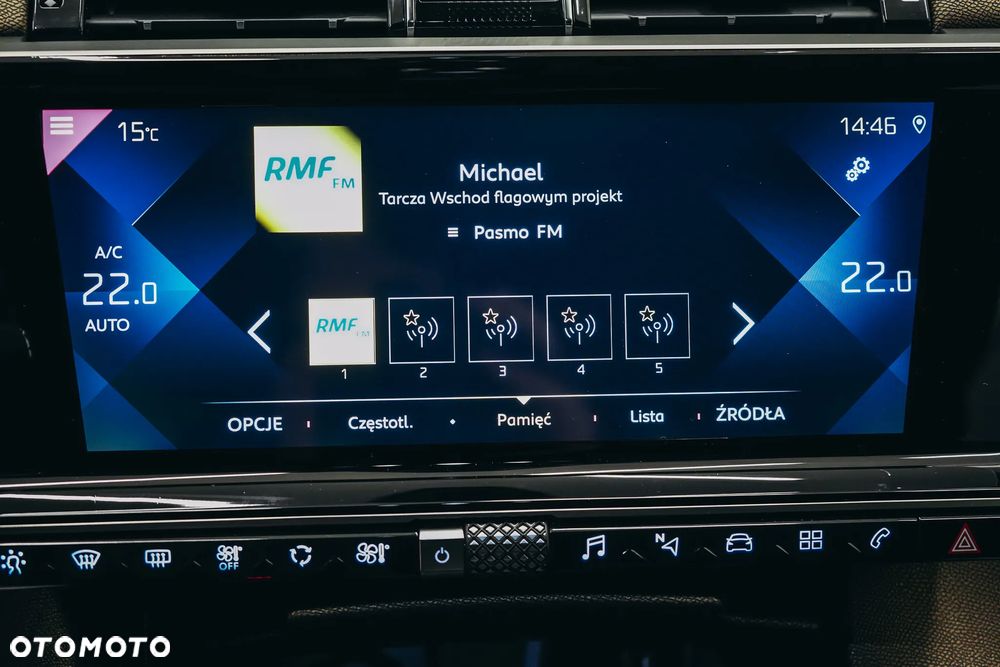 15°C
14:46
RMF FM
Michael
Tarcza Wschod flagowym projekt
Pasmo FM
A/C
22.0
AUTO
22.0
RMF FM
1
2
3
4
5
OPCJE
Częstotl.
Pamięć
Lista
ŹRÓDŁA
OFF
N
OTOMOTO